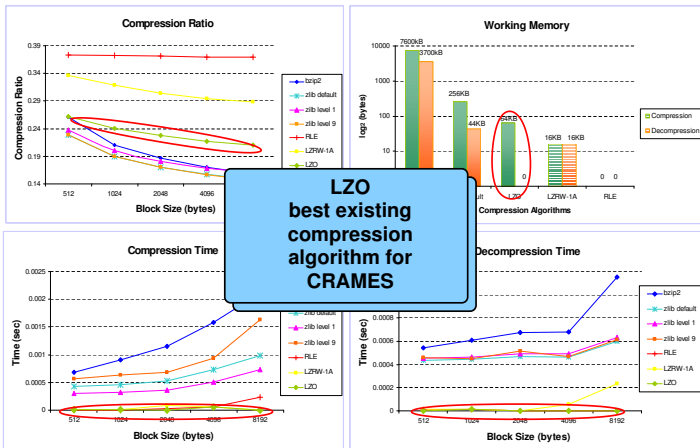 Compression Ratio
Compression Ratio
0.39
0.34
0.29
0.24
0.19
0.14
512
1024
2048
4096
Block Size (bytes)
bzip2
zlib default
zlib level 1
zlib level 9
RLE
LZRW-1A
LZO
Working Memory
log2 (bytes)
10000
1000
100
10
7600kB
3700kB
256KB
44KB
64KB
0
16KB
16KB
0
0
LZO
LZRW-1A
RLE
Compression Algorithms
Compression
Decompression
LZO
best existing
compression
algorithm for
CRAMES
Compression Time
Time (sec)
0.0025
0.002
0.0015
0.001
0.0005
0
512
1024
2048
4096
8192
Block Size (bytes)
zlib default
zlib level 1
zlib level 9
RLE
LZRW-1A
LZO
Decompression Time
Time (sec)
0.0006
0.0004
0.0002
0
512
1024
2048
4096
8192
Block Size (bytes)
bzip2
zlib default
zlib level 1
zlib level 9
RLE
LZRW-1A
LZO